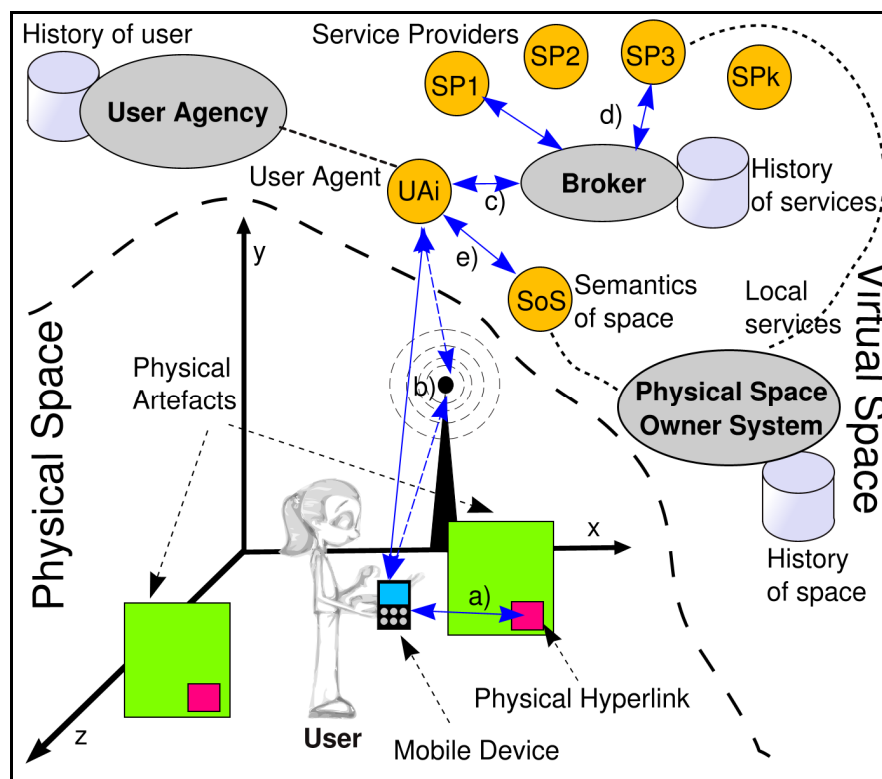 History of user
User Agency
Service Providers
SP1
SP2
SP3
SPk
d)
User Agent
UAi
c)
Broker
History
of services
e)
SoS
Semantics
of space
Local
services
Physical Space
Owner System
History
of space
Virtual Space
Physical Space
y
Physical
Artefacts
b)
x
a)
z
User
Physical Hyperlink
Mobile Device